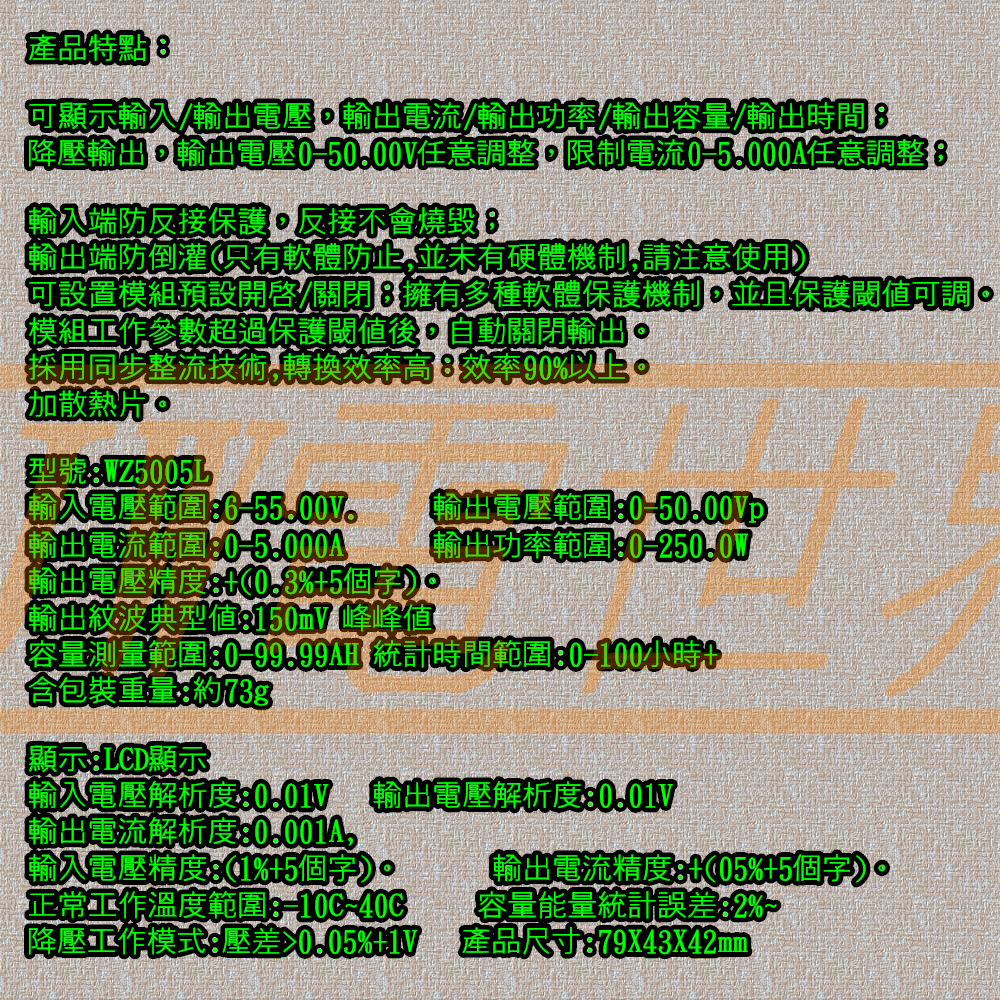 產品特點：
可顯示輸入/輸出電壓，輸出電流/輸出功率/輸出容量/輸出時間；
降壓輸出，輸出電壓0-50.00V任意調整，限制電流0-5.000A任意調整；
輸入端防反接保護，反接不會燒毀；
輸出端防倒灌(只有軟體防止,並未有硬體機制,請注意使用)
可設置模組預設開啓/關閉；擁有多種軟體保護機制，並且保護閾值可調。
模組工作參數超過保護閾值後，自動關閉輸出。
採用同步整流技術,轉換效率高：效率90%以上。
加散熱片。
型號:WZ5005L
輸入電壓範圍:6-55.00V. 輸出電壓範圍:0-50.00Vp
輸出電流範圍:0-5.000A 輸出功率範圍:0-250.0W
輸出電壓精度:+(0.3%+5個字)。
輸出紋波典型值:150mV 峰峰值
容量測量範圍:0-99.99AH 統計時間範圍:0-100小時+
含包裝重量:約73g
顯示:LCD顯示
輸入電壓解析度:0.01V 輸出電壓解析度:0.01V
輸出電流解析度:0.001A,
輸入電壓精度:(1%+5個字)。 輸出電流精度:+(05%+5個字)。
正常工作溫度範圍:-10C~40C 容量能量統計誤差:2%~
降壓工作模式:壓差>0.05%+1V 產品尺寸:79X43X42mm